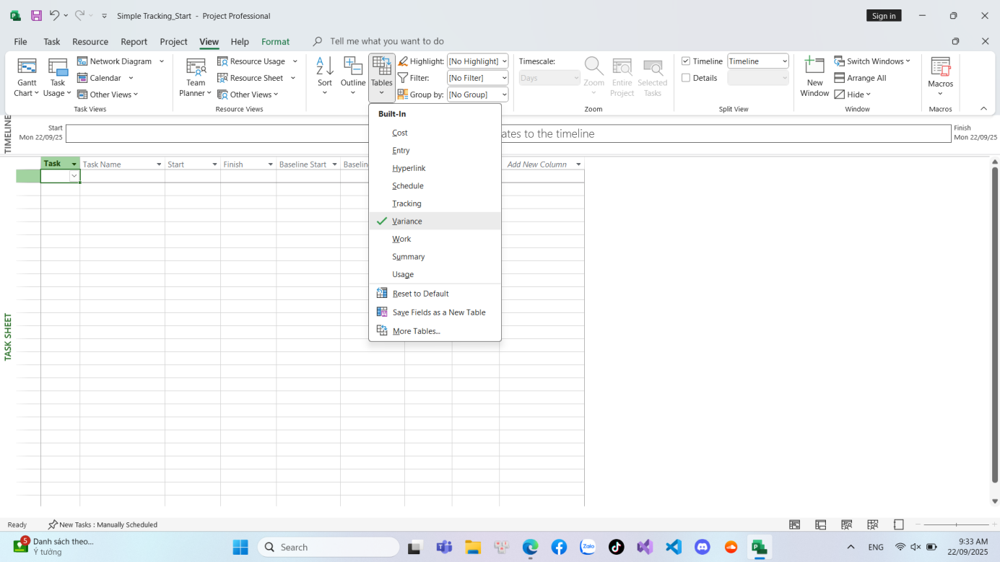 Simple Tracking_Start - Project Professional
Sign in
File Task Resource Report Project View Help Format Tell me what you want to do
Gantt Chart
Task Usage
Network Diagram
Calendar
Other Views
Task Views
Team Planner
Resource Usage
Resource Sheet
Other Views
Resource Views
Sort
Outline
Tables
Highlight: [No Highlight]
Filter: [No Filter]
Group by: [No Group]
Timescale:
Days
Zoom
Entire Project
Selected Tasks
Zoom
Timeline Timeline
Details
Split View
New Window
Switch Windows
Arrange All
Hide
Window
Macros
Macros
TIMELINE
Start
Mon 22/09/25
ates to the timeline
Finish
Mon 22/09/25
Task Task Name Start Finish Baseline Start Baselin Add New Column
Built-In
Cost
Entry
Hyperlink
Schedule
Tracking
Variance
Work
Summary
Usage
Reset to Default
Save Fields as a New Table
More Tables...
TASK SHEET
Ready New Tasks : Manually Scheduled
5
Danh sách theo...
Ý tưởng
Search
Zalo
ENG
9:33 AM
22/09/2025